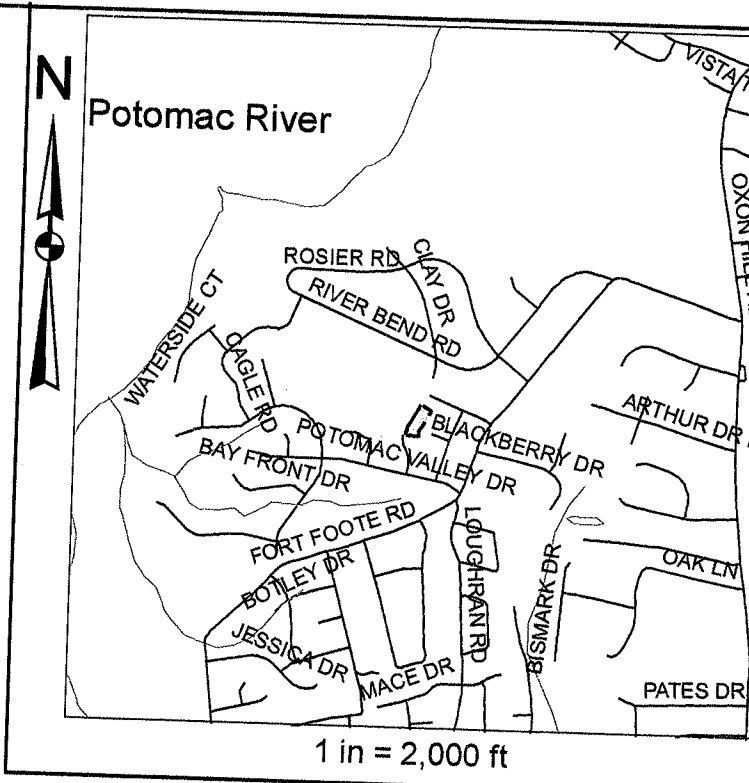 N
Potomac River
VISTA
OXON HILL
ROSIER RD
CLAY DR
RIVER BEND RD
WATERSIDE CT
CAGLE RD
ARTHUR DR
POTOMAC VALLEY DR
BLACKBERRY DR
BAY FRONT DR
FORT FOOTE RD
LOUGHRAN RD
OAK LN
BOTLEY DR
BISMARK DR
JESSICA DR
MACE DR
PATES DR
1 in = 2,000 ft